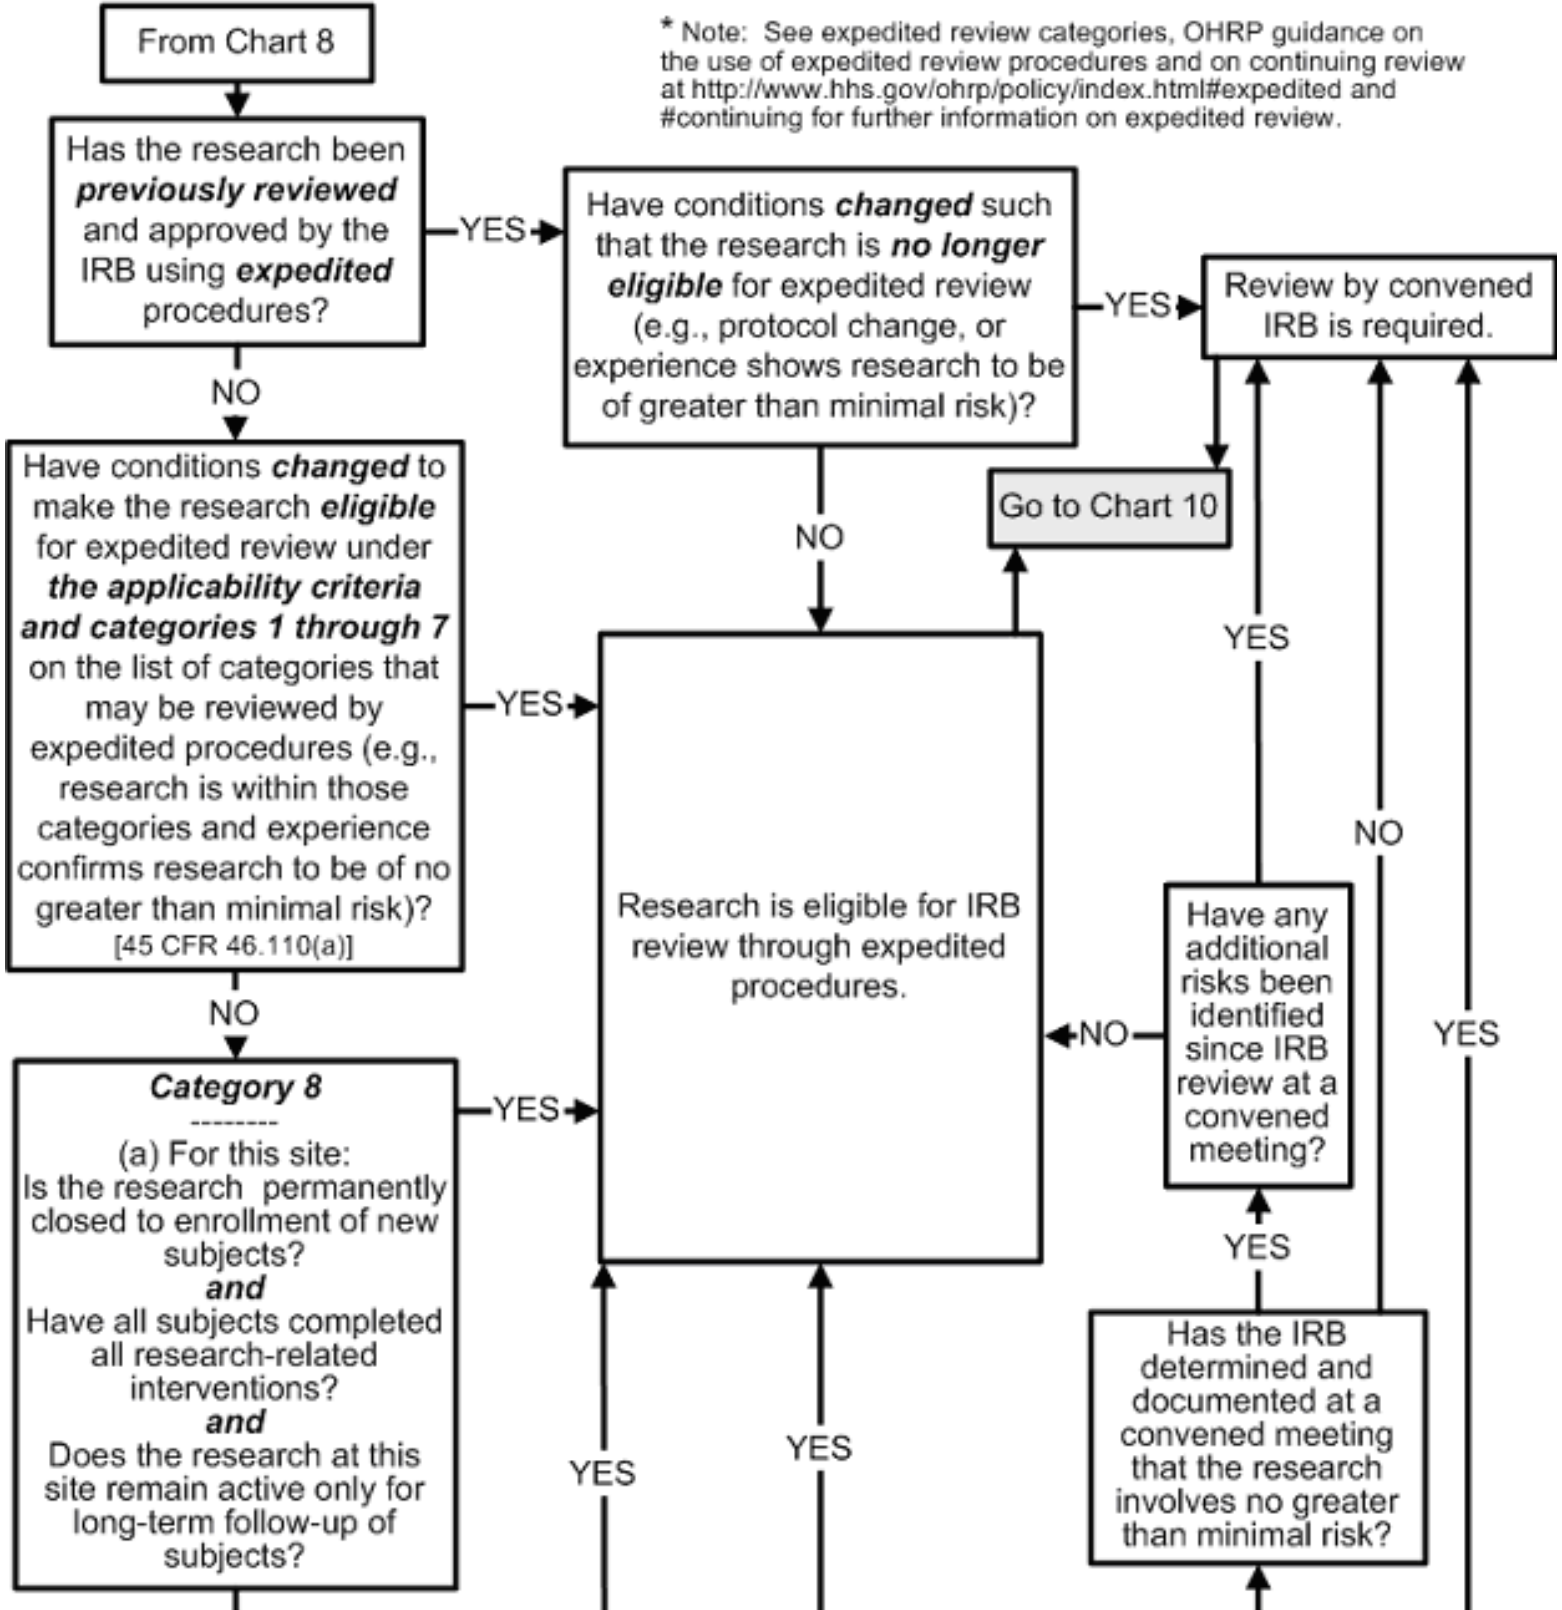 From Chart 8
* Note: See expedited review categories, OHRP guidance on
the use of expedited review procedures and on continuing review
at http://www.hhs.gov/ohrp/policy/index.html#expedited and
#continuing for further information on expedited review.
Has the research been
previously reviewed
and approved by the
IRB using expedited
procedures?
YES
Have conditions changed such
that the research is no longer
eligible for expedited review
(e.g., protocol change, or
experience shows research to be
of greater than minimal risk)?
YES
Review by convened
IRB is required.
NO
Have conditions changed to
make the research eligible
for expedited review under
the applicability criteria
and categories 1 through 7
on the list of categories that
may be reviewed by
expedited procedures (e.g.,
research is within those
categories and experience
confirms research to be of no
greater than minimal risk)?
[45 CFR 46.110(a)]
NO
Go to Chart 10
YES
YES
NO
Research is eligible for IRB
review through expedited
procedures.
Have any
additional
risks been
identified
since IRB
review at a
convened
meeting?
NO
YES
NO
Category 8
--------
(a) For this site:
Is the research permanently
closed to enrollment of new
subjects?
and
Have all subjects completed
all research-related
interventions?
and
Does the research at this
site remain active only for
long-term follow-up of
subjects?
YES
YES
Has the IRB
determined and
documented at a
convened meeting
that the research
involves no greater
than minimal risk?
YES
YES